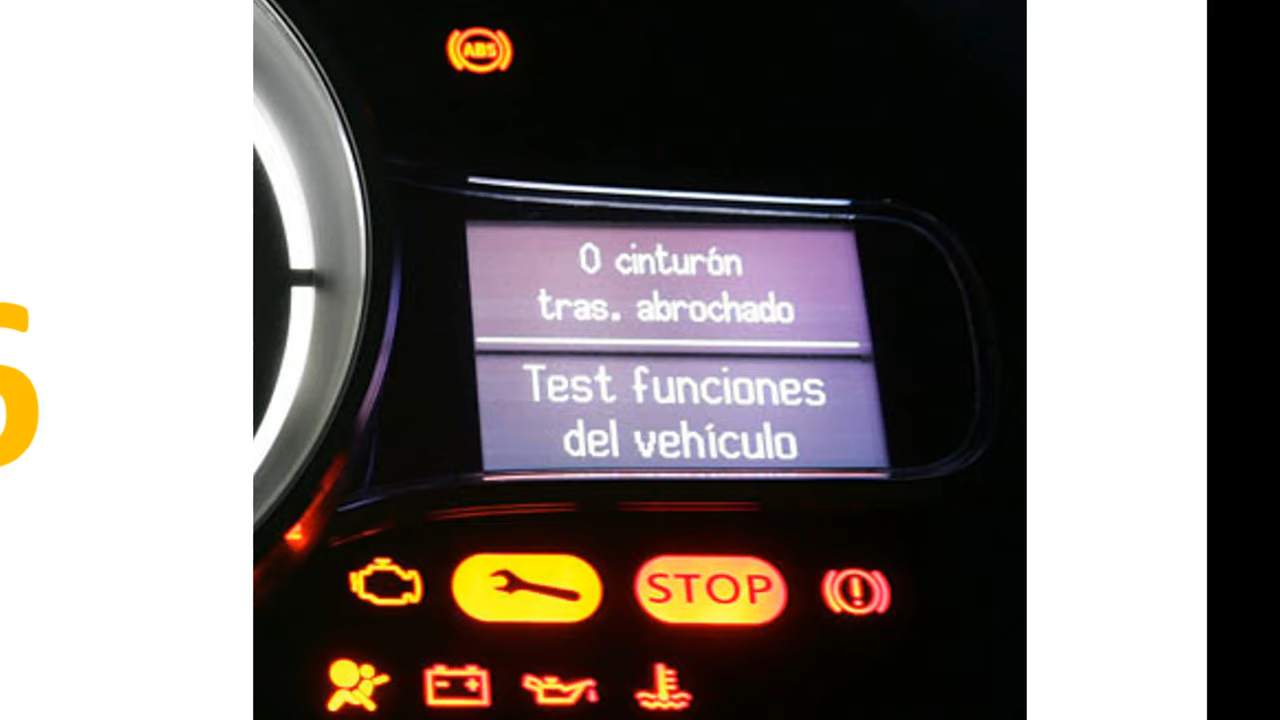 ABS
0 cinturón
tras. abrochado
Test funciones
del vehículo
STOP